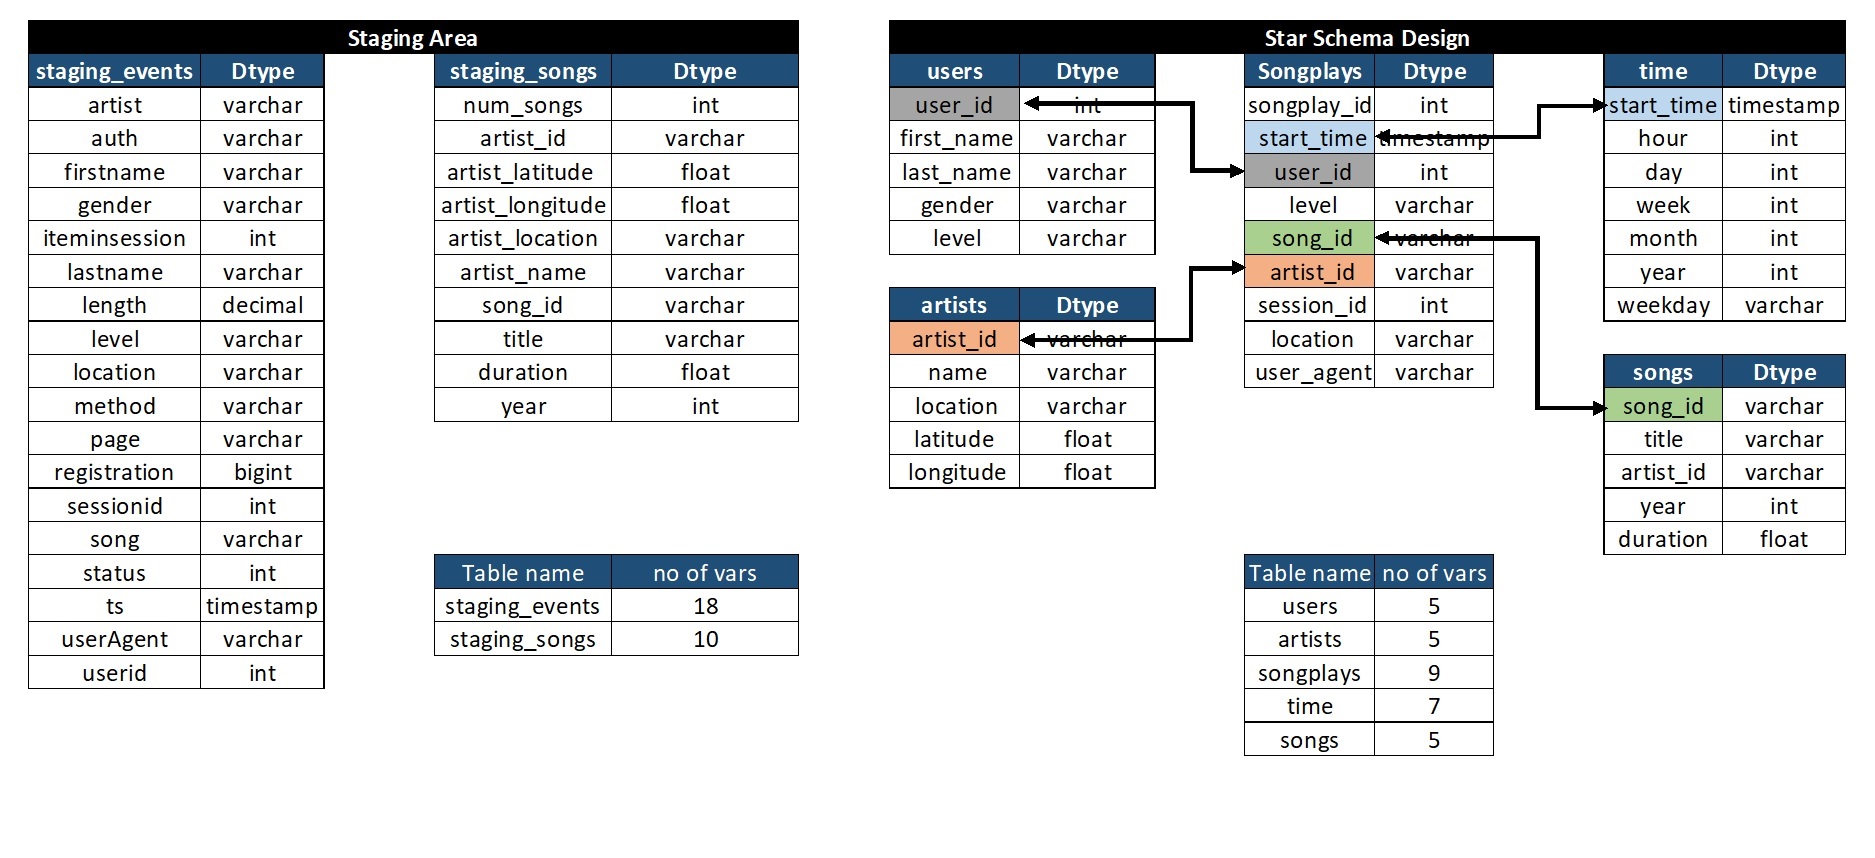 Staging Area
staging_events Dtype
artist varchar
auth varchar
firstname varchar
gender varchar
iteminsession int
lastname varchar
length decimal
level varchar
location varchar
method varchar
page varchar
registration bigint
sessionid int
song varchar
status int
ts timestamp
userAgent varchar
userid int
staging_songs Dtype
num_songs int
artist_id varchar
artist_latitude float
artist_longitude float
artist_location varchar
artist_name varchar
song_id varchar
title varchar
duration float
year int
Table name no of vars
staging_events 18
staging_songs 10
Star Schema Design
users Dtype
user_id int
first_name varchar
last_name varchar
gender varchar
level varchar
artists Dtype
artist_id varchar
name varchar
location varchar
latitude float
longitude float
Songplays Dtype
songplay_id int
start_time timestamp
user_id int
level varchar
song_id varchar
artist_id varchar
session_id int
location varchar
user_agent varchar
time Dtype
start_time timestamp
hour int
day int
week int
month int
year int
weekday varchar
songs Dtype
song_id varchar
title varchar
artist_id varchar
year int
duration float
Table name no of vars
users 5
artists 5
songplays 9
time 7
songs 5